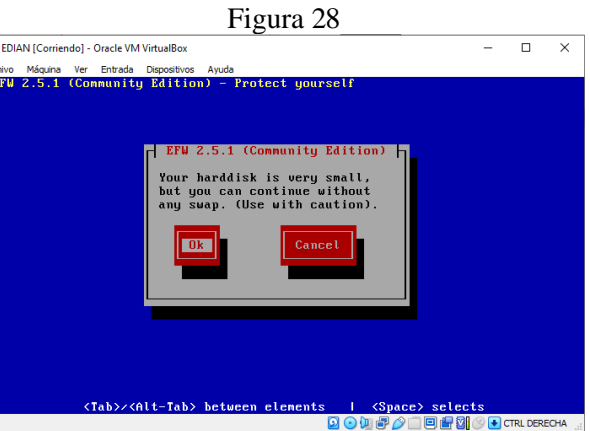 Figura 28
EDIAN [Corriendo] - Oracle VM VirtualBox
ivo Máquina Ver Entrada Dispositivos Ayuda
FW 2.5.1 (Community Edition) - Protect yourself
EFW 2.5.1 (Community Edition)
Your harddisk is very small,
but you can continue without
any swap. (Use with caution).
Ok Cancel
<Tab>/<Alt-Tab> between elements | <Space> selects
CTRL DERECHA